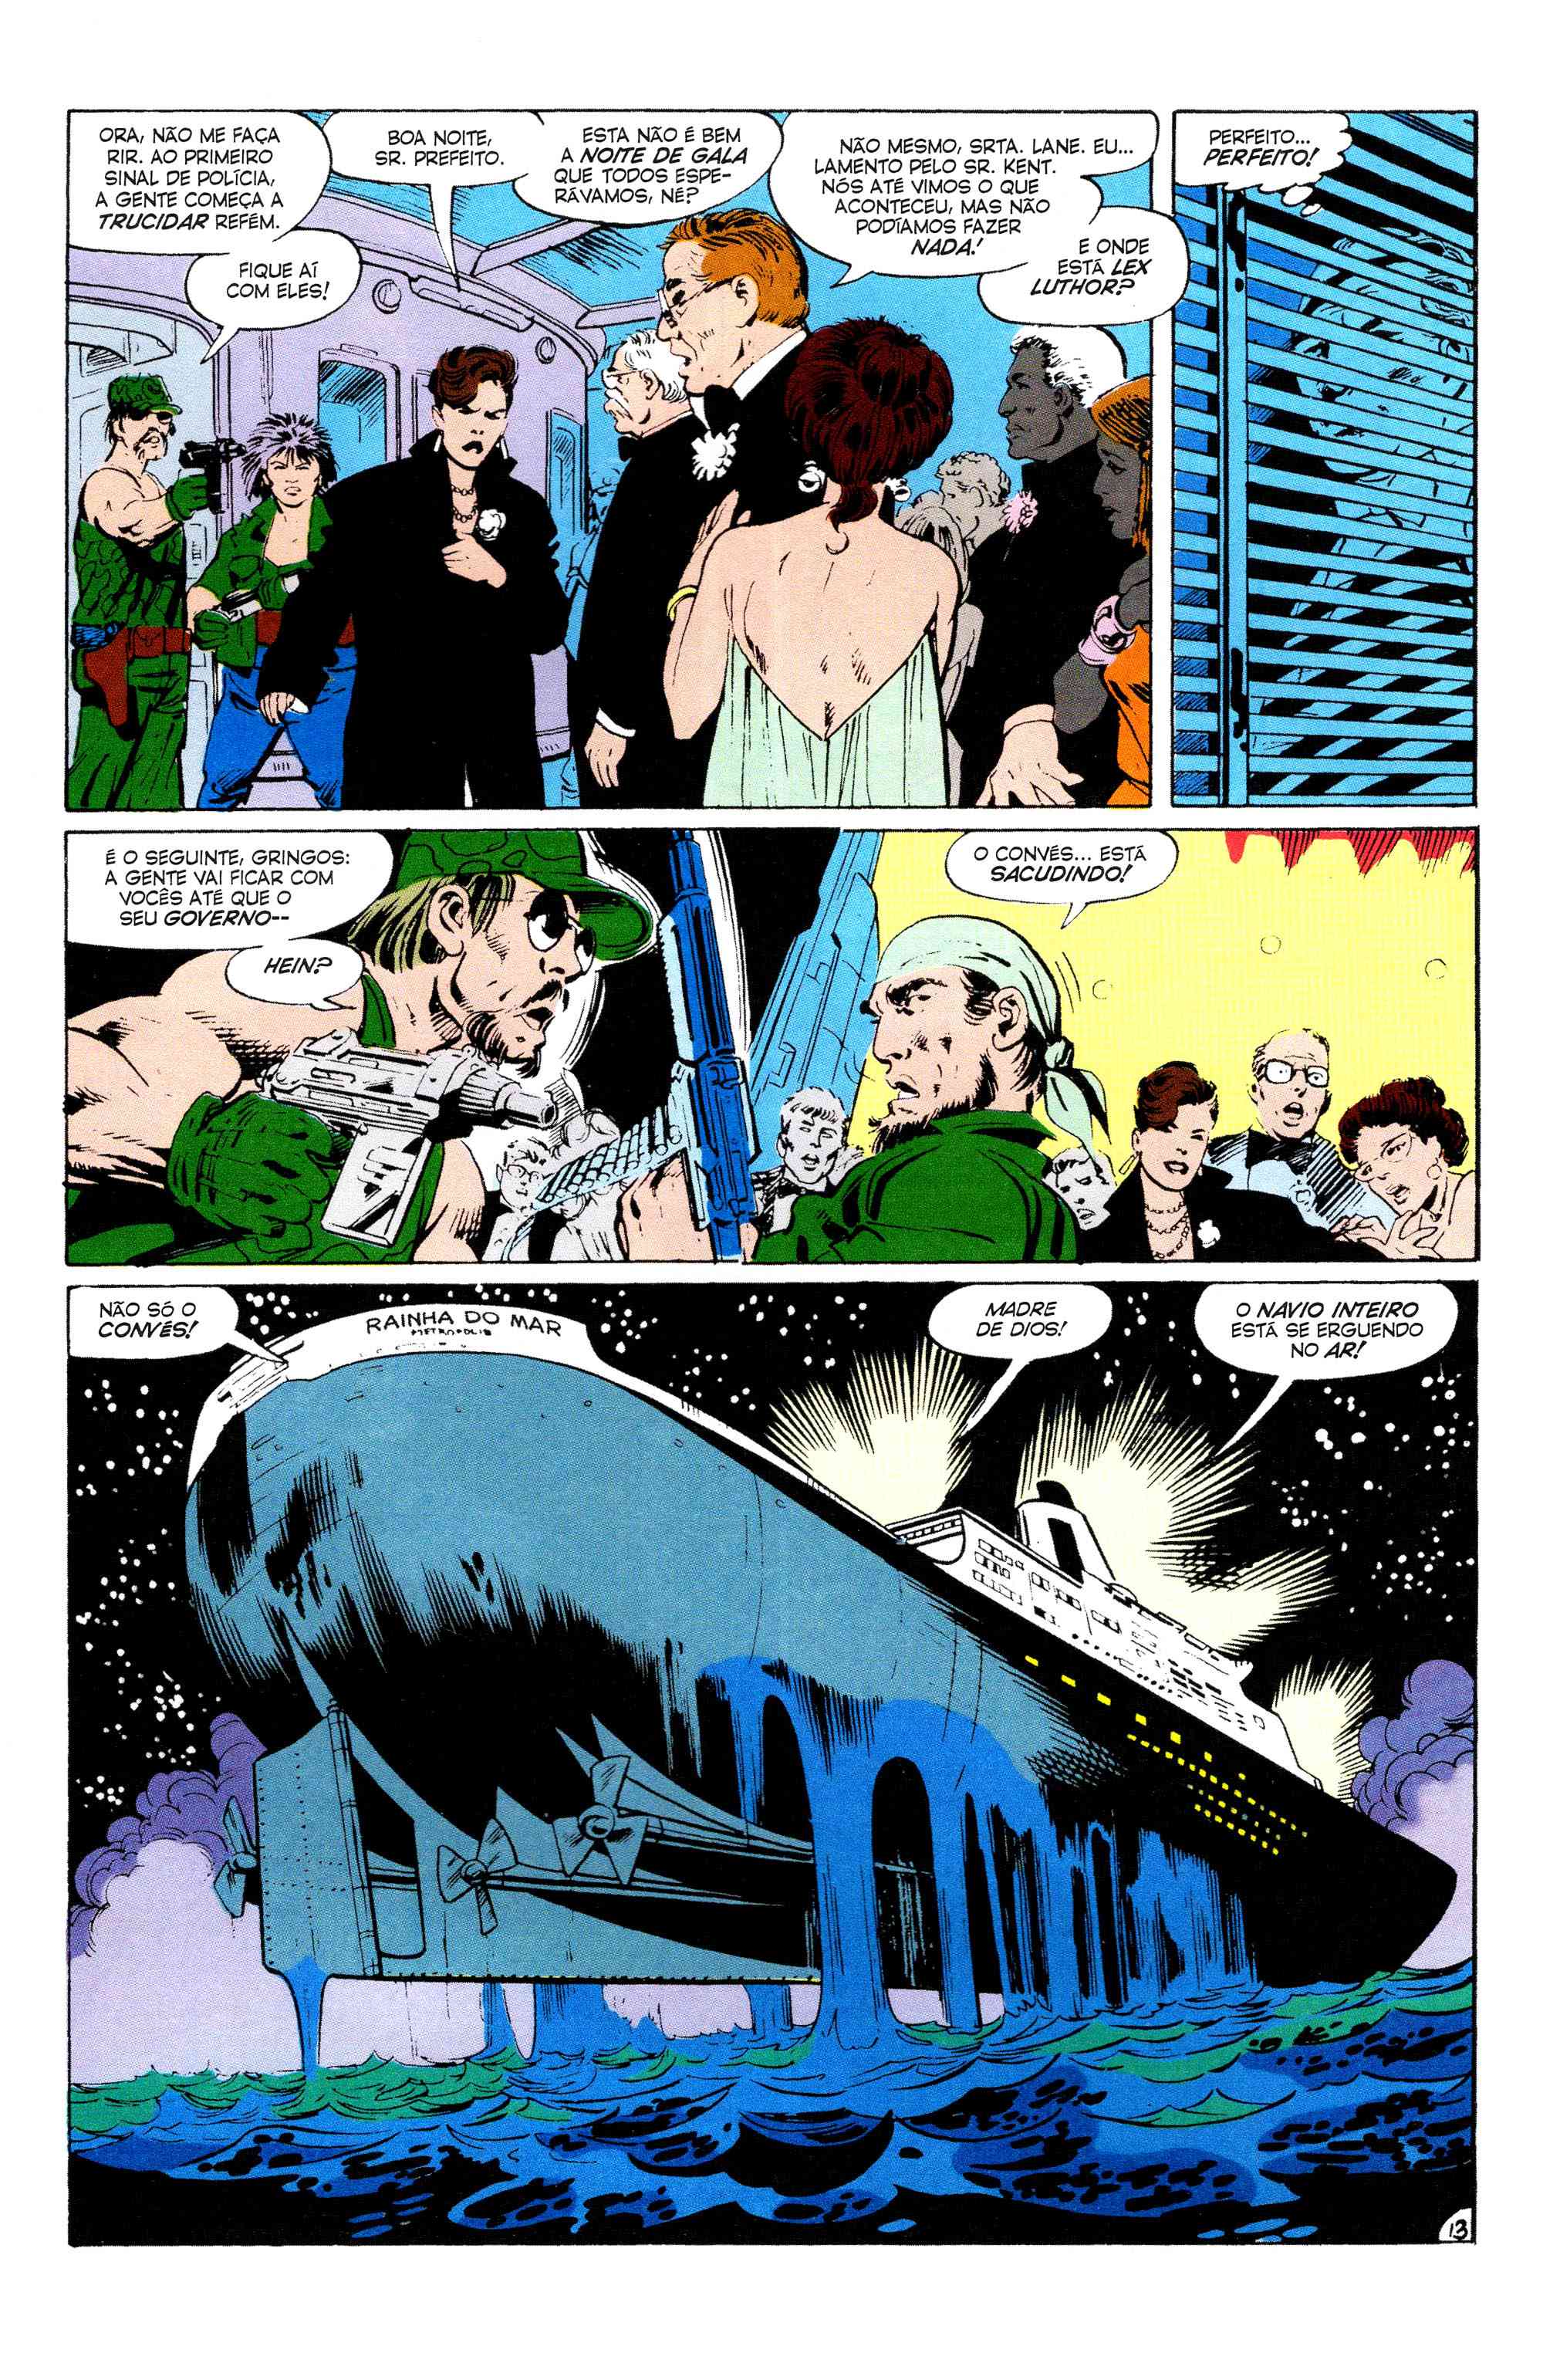 ORA, NÃO ME FAÇA
RIR. AO PRIMEIRO
SINAL DE POLÍCIA,
A GENTE COMEÇA A
TRUCIDAR REFÉM.
FIQUE AÍ
COM ELES!
BOA NOITE,
SR. PREFEITO.
ESTA NÃO É BEM
A NOITE DE GALA
QUE TODOS ESPE-
RÁVAMOS, NÉ?
NÃO MESMO, SRTA. LANE. EU...
LAMENTO PELO SR. KENT.
NÓS ATÉ VIMOS O QUE
ACONTECEU, MAS NÃO
PODÍAMOS FAZER
NADA!
E ONDE
ESTÁ LEX
LUTHOR?
PERFEITO...
PERFEITO!
É O SEGUINTE, GRINGOS:
A GENTE VAI FICAR COM
VOCÊS ATÉ QUE O
SEU GOVERNO--
HEIN?
O CONVÉS... ESTÁ
SACUDINDO!
NÃO SÓ O
CONVÉS!
RAINHA DO MAR
METROPOLIS
MADRE
DE DIOS!
O NAVIO INTEIRO
ESTÁ SE ERGUENDO
NO AR!
13